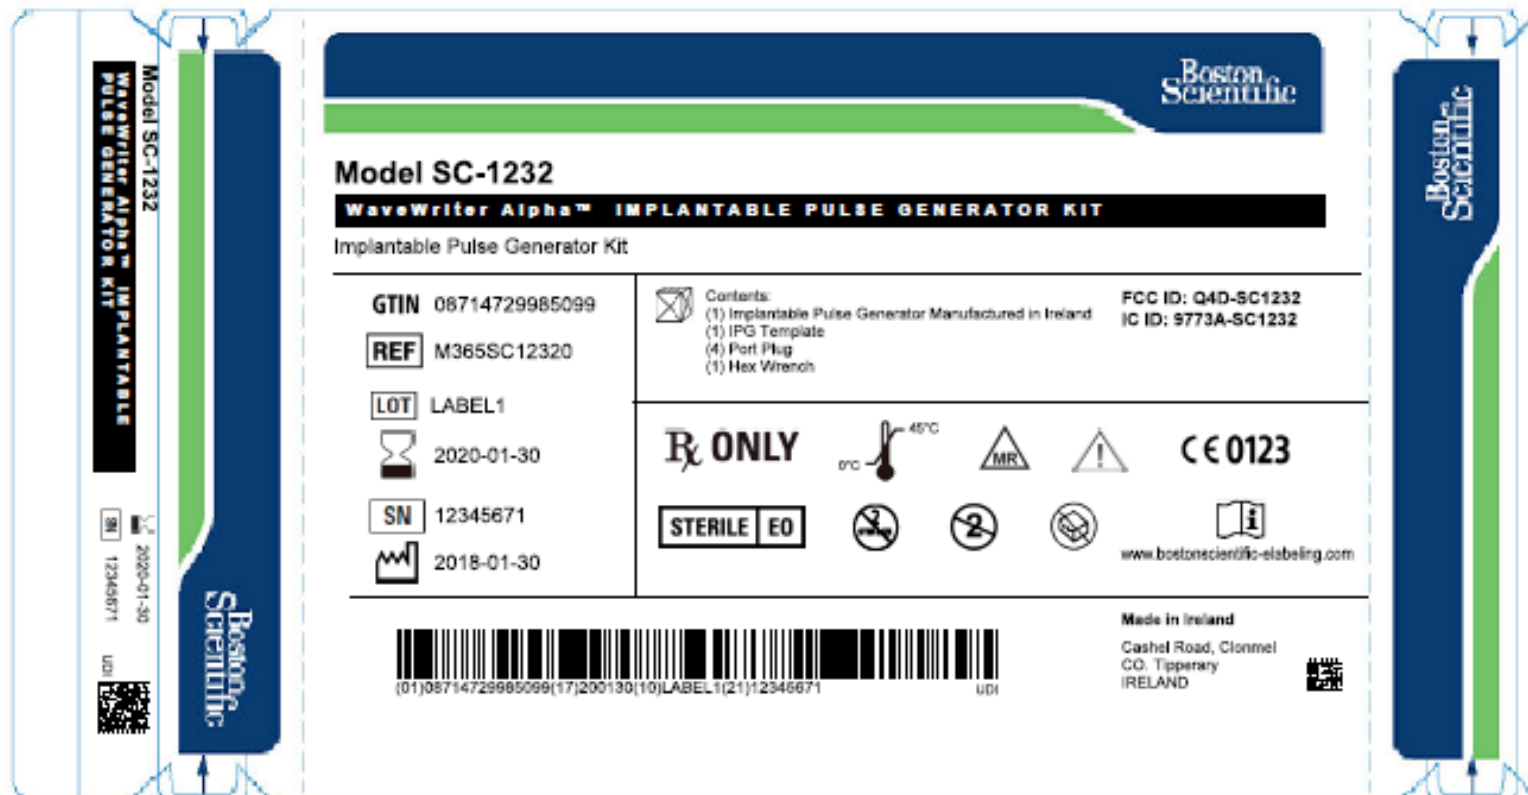 Model SC-1232
WaveWriter Alpha™ IMPLANTABLE
PULSE GENERATOR KIT
2020-01-30
SN 12345671
UDI
Boston
Scientific
Boston
Scientific
Model SC-1232
WaveWriter Alpha™ IMPLANTABLE PULSE GENERATOR KIT
Implantable Pulse Generator Kit
GTIN 08714729985099
REF M365SC12320
LOT LABEL1
2020-01-30
SN 12345671
2018-01-30
Contents:
(1) Implantable Pulse Generator Manufactured in Ireland
(1) IPG Template
(4) Port Plug
(1) Hex Wrench
FCC ID: Q4D-SC1232
IC ID: 9773A-SC1232
Rx ONLY
45°C
0°C
MR
!
CE 0123
STERILE EO
2
i
www.bostonscientific-elabeling.com
(01)08714729985099(17)200130(10)LABEL1(21)12345671
UDI
Made in Ireland
Cashel Road, Clonmel
CO. Tipperary
IRELAND
Boston
Scientific